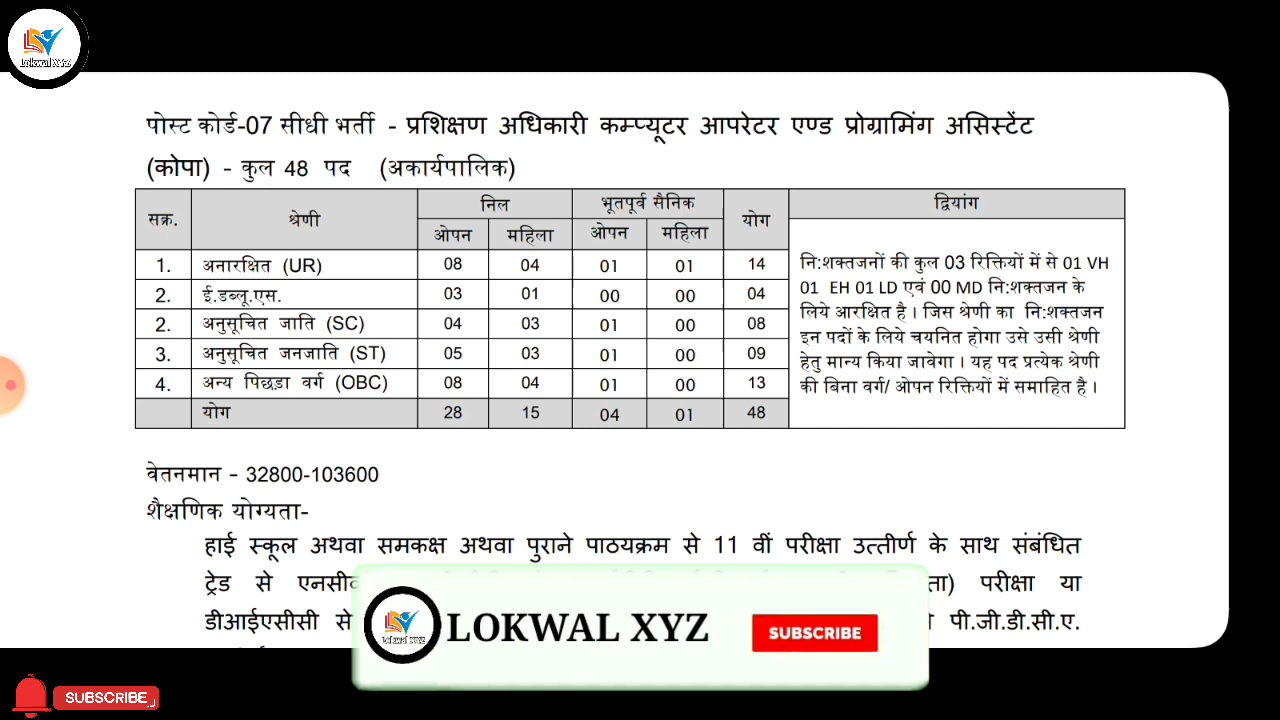 Lokwal XYZ
पोस्ट कोर्ड-07 सीधी भर्ती - प्रशिक्षण अधिकारी कम्प्यूटर आपरेटर एण्ड प्रोग्रामिंग असिस्टेंट
(कोपा) - कुल 48 पद (अकार्यपालिक)
सक्र. श्रेणी निल भूतपूर्व सैनिक योग द्वियांग
ओपन महिला ओपन महिला
1. अनारक्षित (UR) 08 04 01 01 14
2. ई.डब्लू.एस. 03 01 00 00 04
2. अनुसूचित जाति (SC) 04 03 01 00 08
3. अनुसूचित जनजाति (ST) 05 03 01 00 09
4. अन्य पिछड़ा वर्ग (OBC) 08 04 01 00 13
योग 28 15 04 01 48
नि:शक्तजनों की कुल 03 रिक्तियों में से 01 VH
01 EH 01 LD एवं 00 MD नि:शक्तजन के
लिये आरक्षित है। जिस श्रेणी का नि:शक्तजन
इन पदों के लिये चयनित होगा उसे उसी श्रेणी
हेतु मान्य किया जावेगा। यह पद प्रत्येक श्रेणी
की बिना वर्ग/ ओपन रिक्तियों में समाहित है।
वेतनमान - 32800-103600
शैक्षणिक योग्यता-
हाई स्कूल अथवा समकक्ष अथवा पुराने पाठयक्रम से 11 वीं परीक्षा उत्तीर्ण के साथ संबंधित
ट्रेड से परीक्षा या
डीआईएसीसी से पी.जी.डी.सी.ए.
Lokwal XYZ
LOKWAL XYZ
SUBSCRIBE
SUBSCRIBE